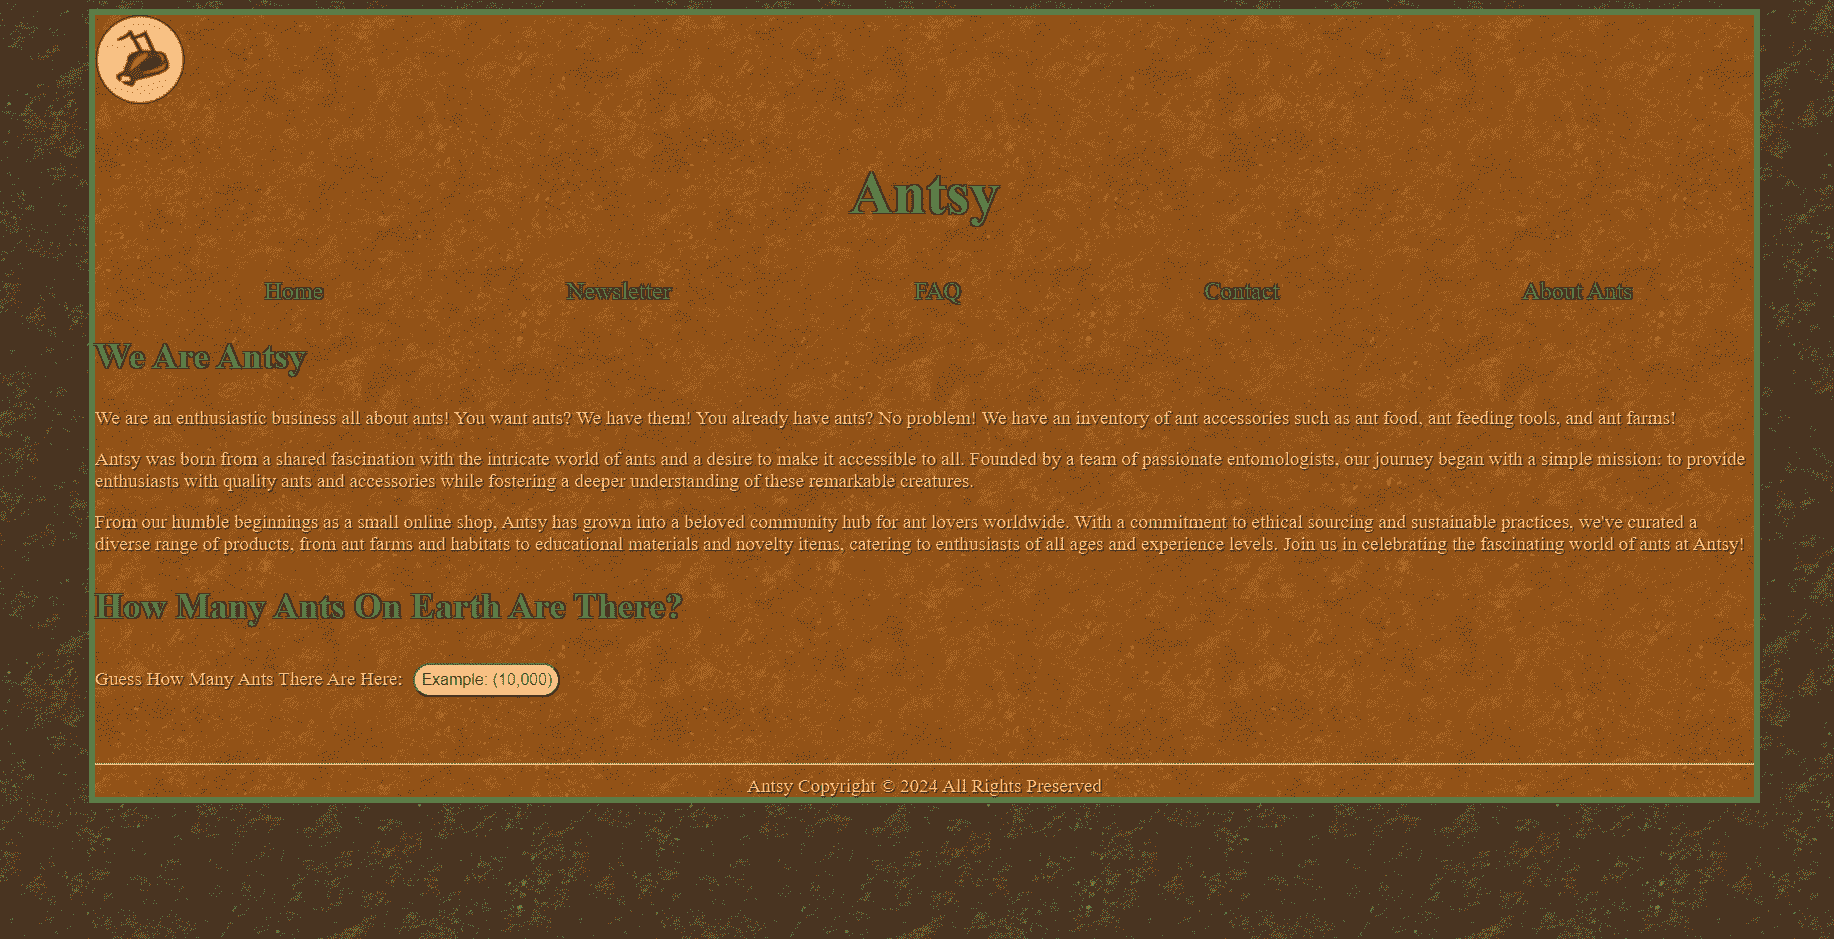 Antsy
Home Newsletter FAQ Contact About Ants
We Are Antsy
We are an enthusiastic business all about ants! You want ants? We have them! You already have ants? No problem! We have an inventory of ant accessories such as ant food, ant feeding tools, and ant farms!
Antsy was born from a shared fascination with the intricate world of ants and a desire to make it accessible to all. Founded by a team of passionate entomologists, our journey began with a simple mission: to provide
enthusiasts with quality ants and accessories while fostering a deeper understanding of these remarkable creatures.
From our humble beginnings as a small online shop, Antsy has grown into a beloved community hub for ant lovers worldwide. With a commitment to ethical sourcing and sustainable practices, we've curated a
diverse range of products, from ant farms and habitats to educational materials and novelty items, catering to enthusiasts of all ages and experience levels. Join us in celebrating the fascinating world of ants at Antsy!
How Many Ants On Earth Are There?
Guess How Many Ants There Are Here: Example: (10,000)
Antsy Copyright © 2024 All Rights Preserved